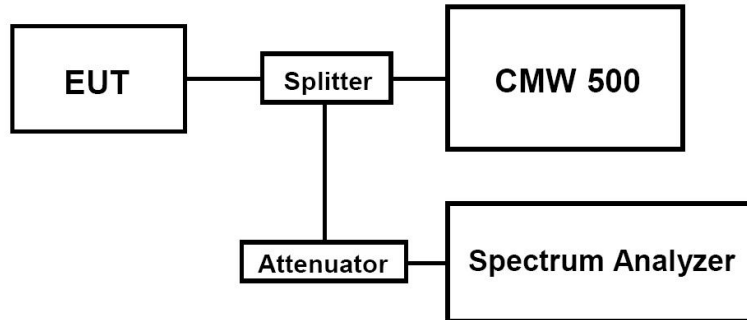 EUT
Splitter
CMW 500
Attenuator
Spectrum Analyzer